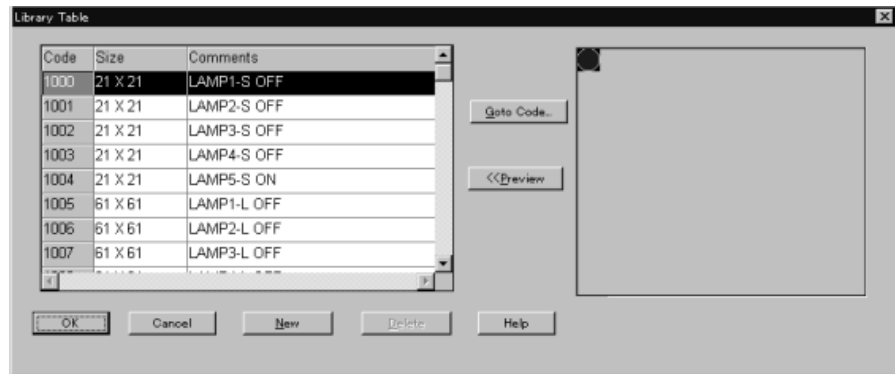 Library Table
Code Size Comments
1000 21 X 21 LAMP1-S OFF
1001 21 X 21 LAMP2-S OFF
1002 21 X 21 LAMP3-S OFF
1003 21 X 21 LAMP4-S OFF
1004 21 X 21 LAMP5-S ON
1005 61 X 61 LAMP1-L OFF
1006 61 X 61 LAMP2-L OFF
1007 61 X 61 LAMP3-L OFF
Goto Code...
<<Preview
OK Cancel New Delete Help